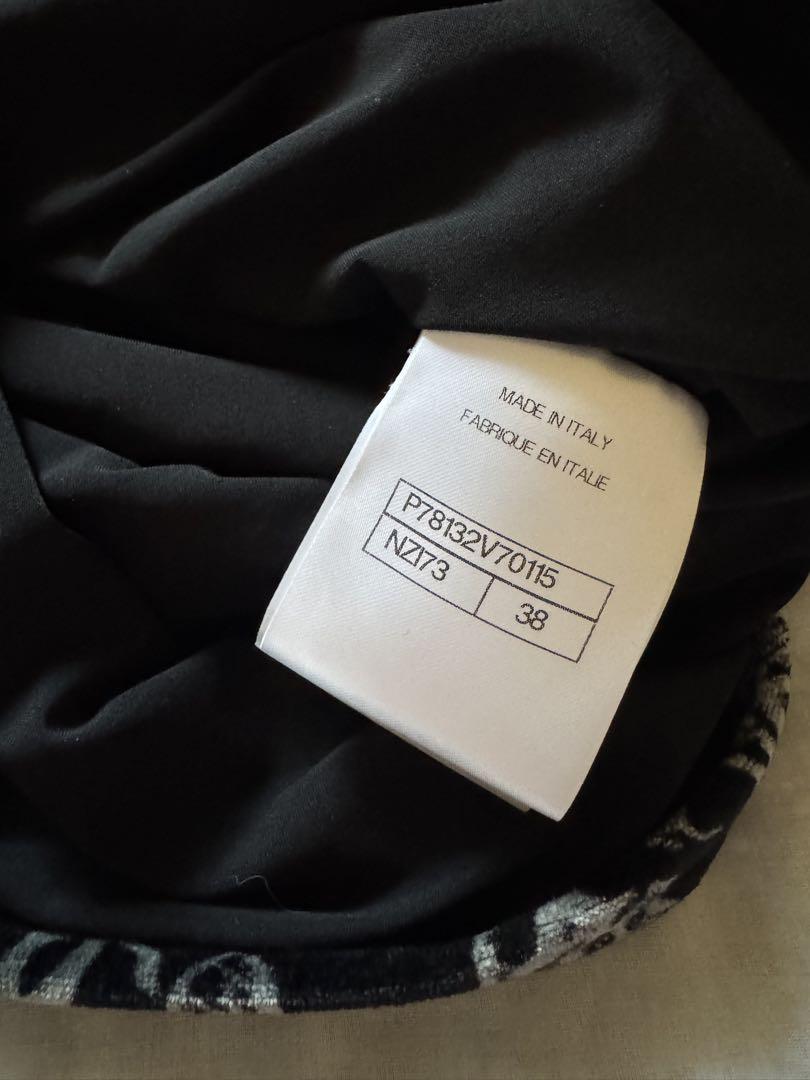 MADE IN ITALY
FABRIQUE EN ITALIE
P78132V70115
NZI73 38